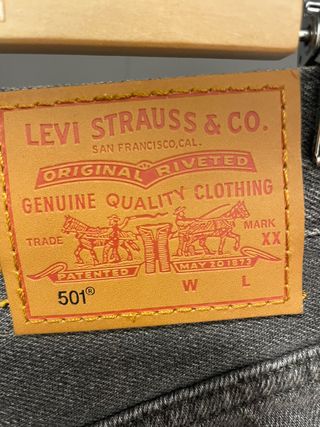 LEVI STRAUSS & CO.
SAN FRANCISCO, CAL.
ORIGINAL RIVETED
GENUINE QUALITY CLOTHING
TRADE MARK
XX
PATENTED MAY 20 1873
501® W L